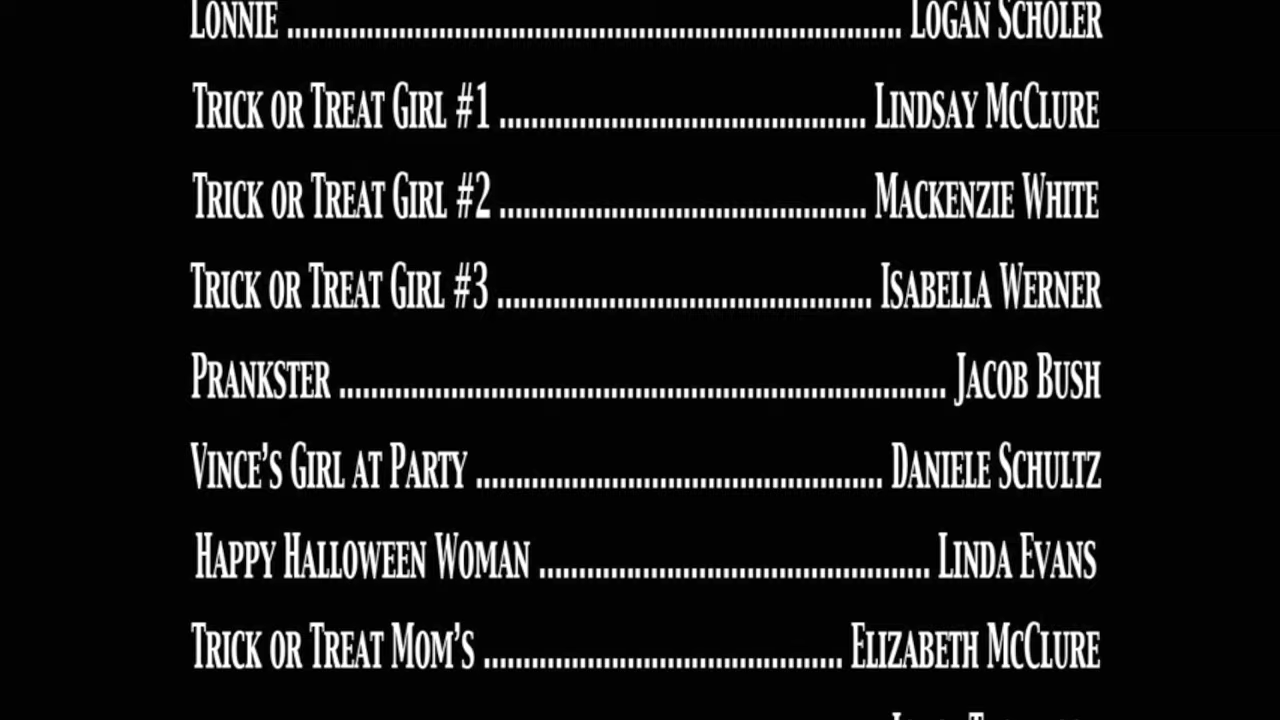 Lonnie ............................................................................. Logan Scholer
Trick or Treat Girl #1 .............................................. Lindsay McClure
Trick or Treat Girl #2 .............................................. Mackenzie White
Trick or Treat Girl #3 ............................................... Isabella Werner
Prankster ............................................................................ Jacob Bush
Vince's Girl at Party ................................................... Daniele Schultz
Happy Halloween Woman ................................................. Linda Evans
Trick or Treat Mom's ............................................. Elizabeth McClure